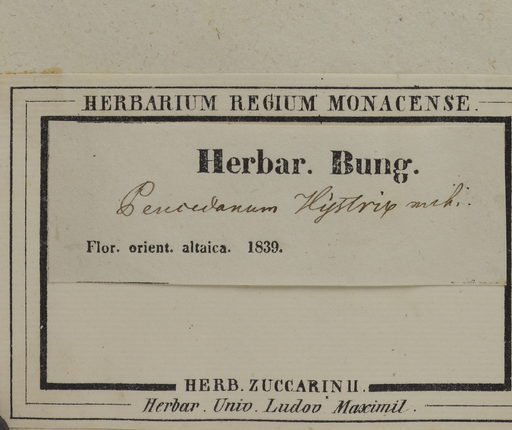 HERBARIUM REGIUM MONACENSE.
Herbar. Bung.
Peucedanum Hystrix mihi.
Flor. orient. altaica. 1839.
HERB. ZUCCARINII.
Herbar. Univ. Ludov Maximil.